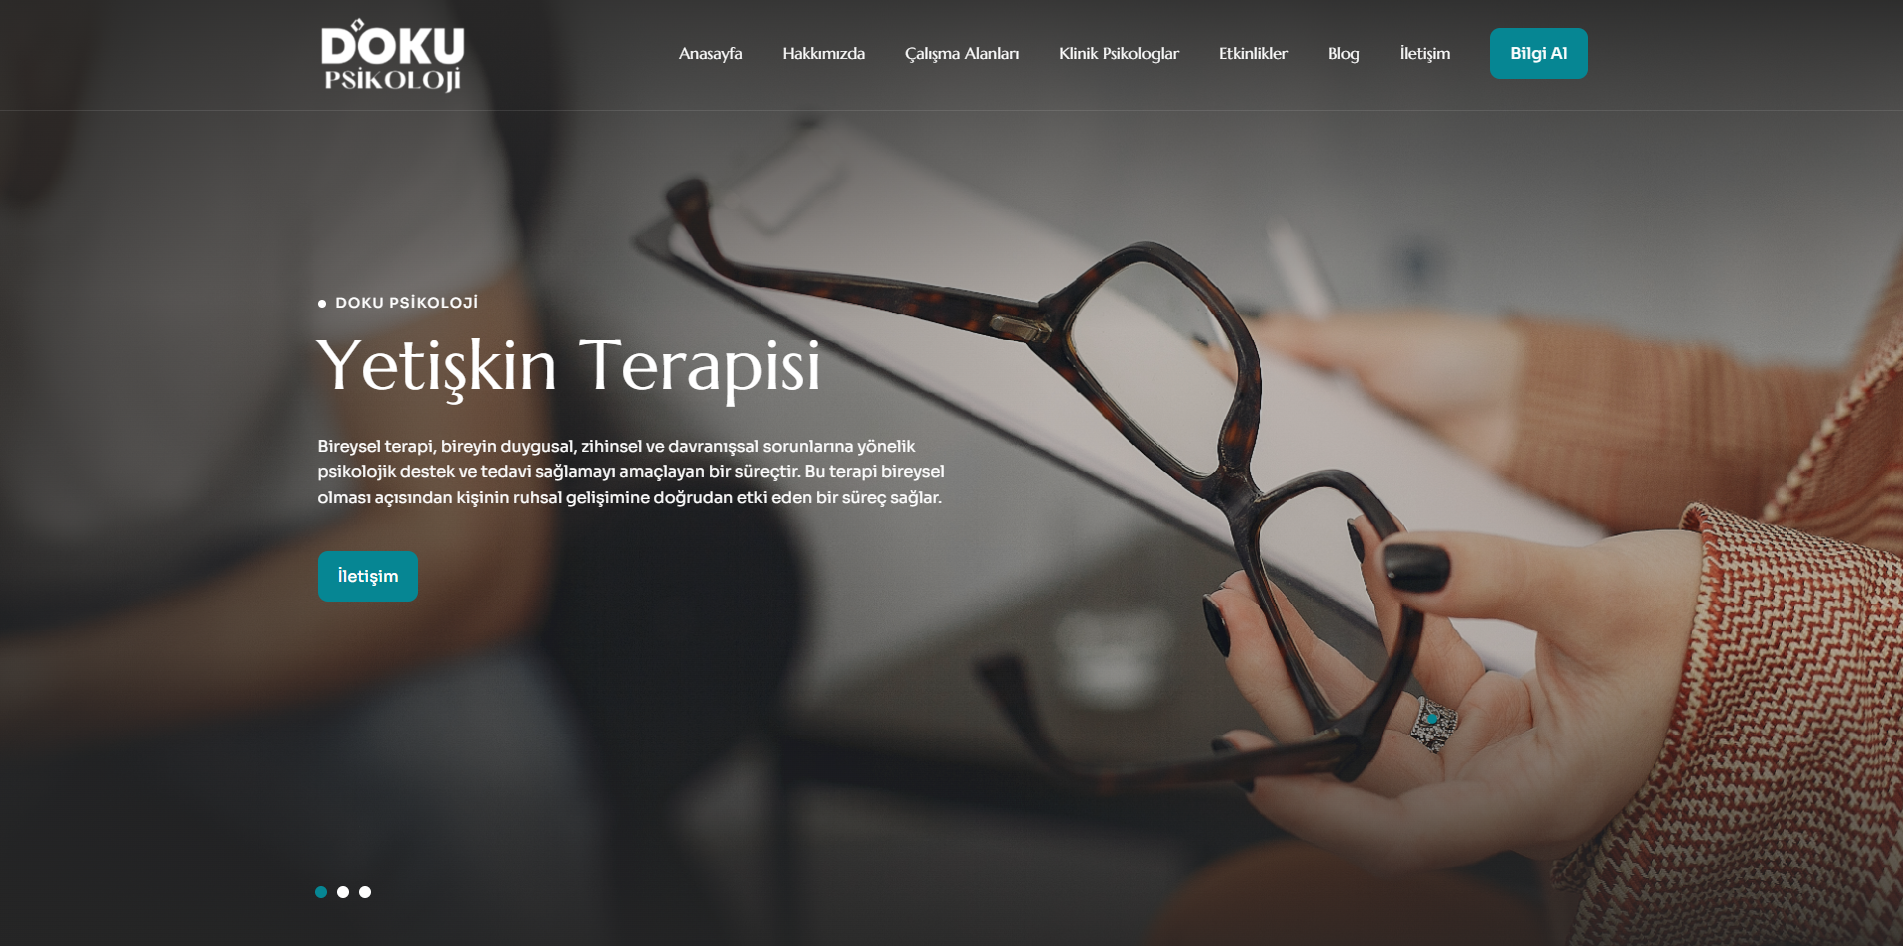 DOKU
PSİKOLOJİ
Anasayfa
Hakkımızda
Çalışma Alanları
Klinik Psikologlar
Etkinlikler
Blog
İletişim
Bilgi Al
DOKU PSİKOLOJİ
Yetişkin Terapisi
Bireysel terapi, bireyin duygusal, zihinsel ve davranışsal sorunlarına yönelik
psikolojik destek ve tedavi sağlamayı amaçlayan bir süreçtir. Bu terapi bireysel
olması açısından kişinin ruhsal gelişimine doğrudan etki eden bir süreç sağlar.
İletişim